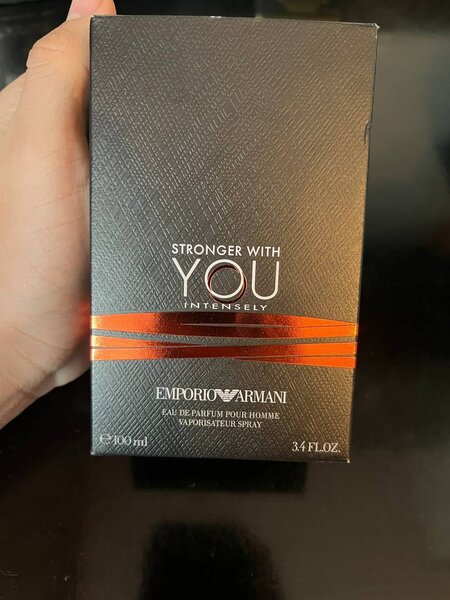 STRONGER WITH
YOU
INTENSELY
EMPORIO ARMANI
EAU DE PARFUM POUR HOMME
VAPORISATEUR SPRAY
℮100 ml 3.4 FL.OZ.